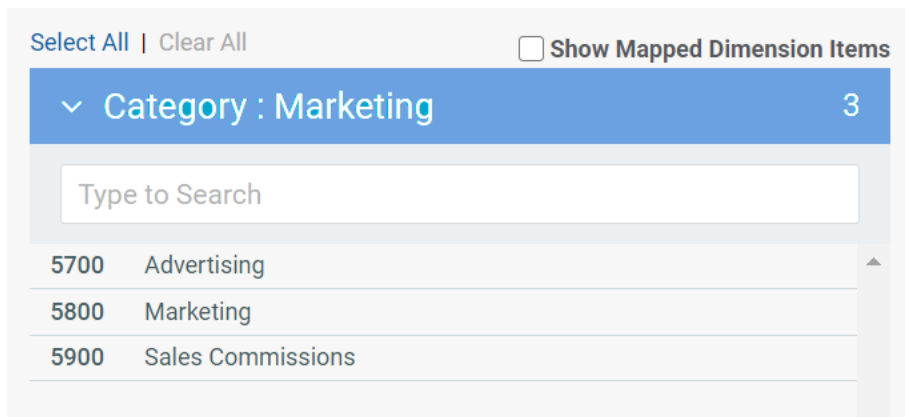 Select All | Clear All
Show Mapped Dimension Items
Category : Marketing 3
Type to Search
5700 Advertising
5800 Marketing
5900 Sales Commissions